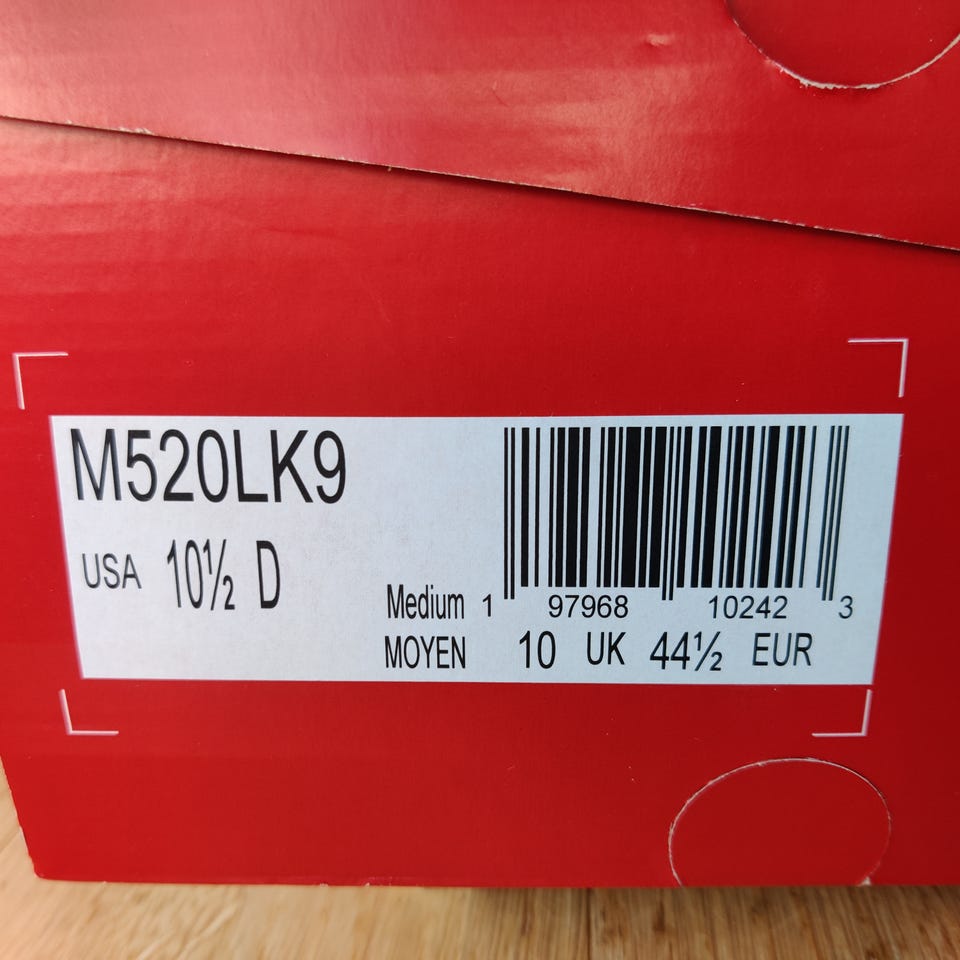 M520LK9
USA 10½ D
Medium 1 97968 10242 3
MOYEN 10 UK 44½ EUR